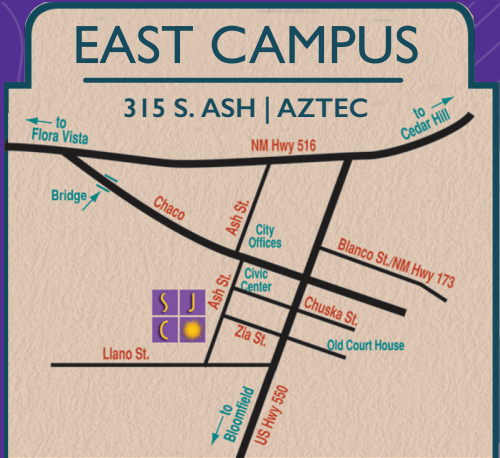 EAST CAMPUS
315 S. ASH | AZTEC
to
Flora Vista
to
Cedar Hill
NM Hwy 516
Bridge
Chaco
Ash St.
City
Offices
Blanco St./NM Hwy 173
Civic
Center
Ash St.
S J
C
Chuska St.
Zia St.
Old Court House
Llano St.
to
Bloomfield
US Hwy 550